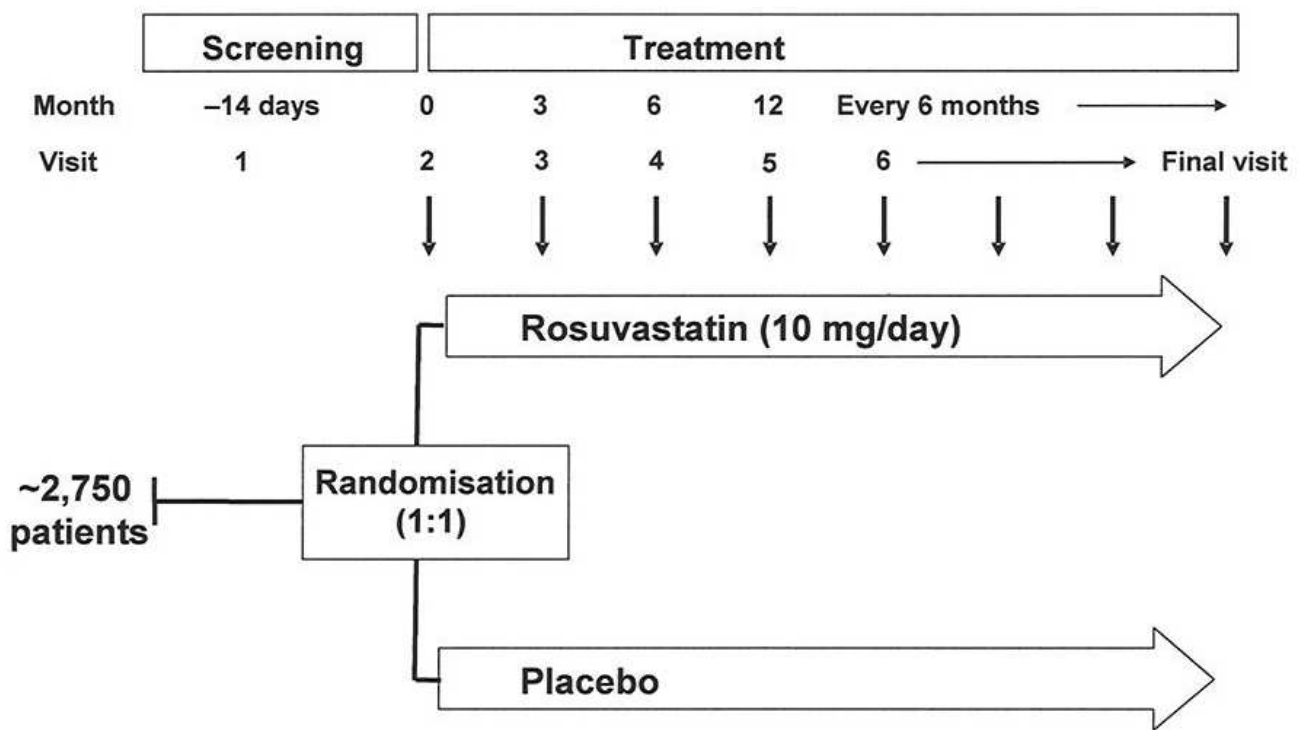 Screening Treatment
Month –14 days 0 3 6 12 Every 6 months
Visit 1 2 3 4 5 6 Final visit
Rosuvastatin (10 mg/day)
~2,750
patients
Randomisation
(1:1)
Placebo